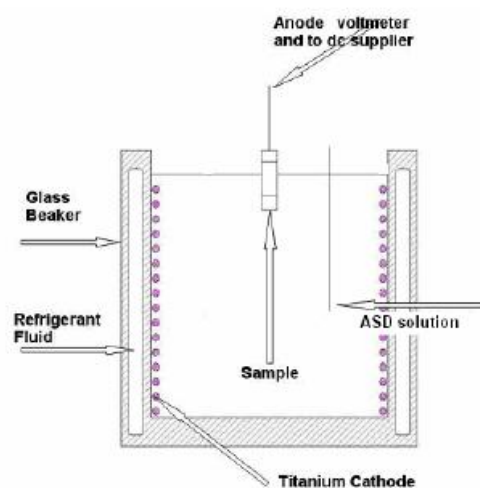 Anode voltmeter
and to dc supplier
Glass
Beaker
Refrigerant
Fluid
ASD solution
Sample
Titanium Cathode